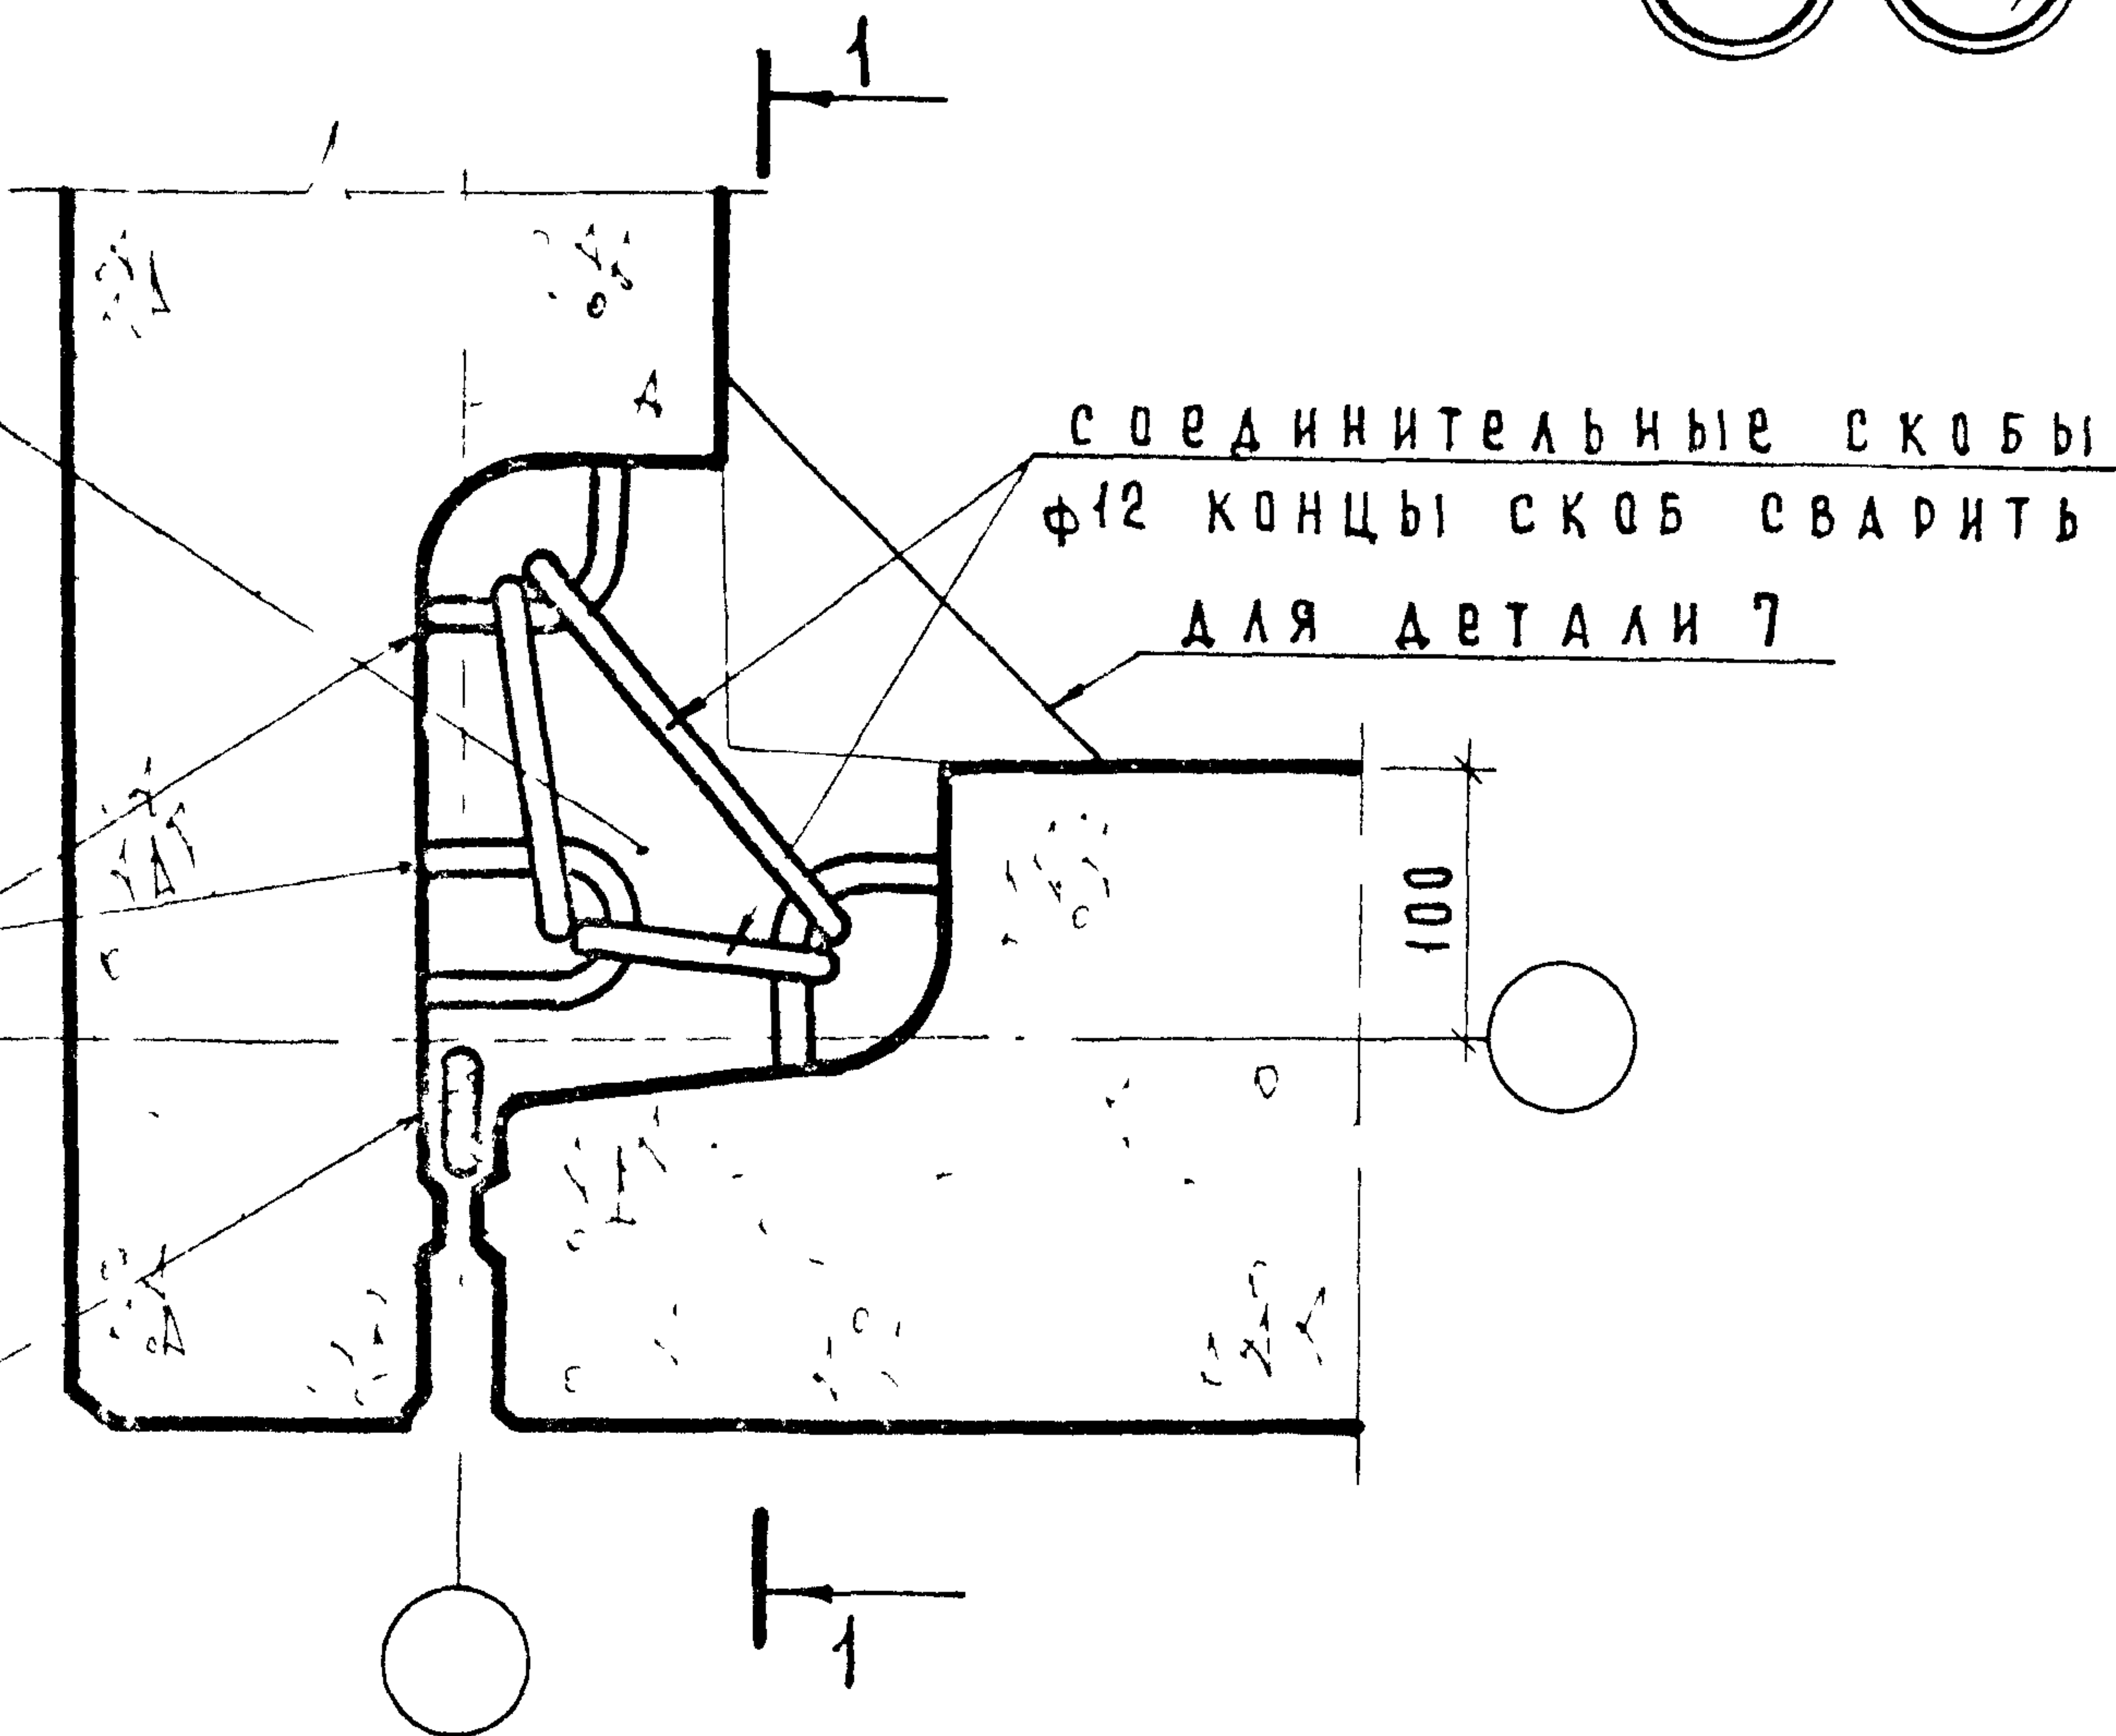 1
соединительные скобы
ф12 концы скоб сварить
для детали 7
100
1